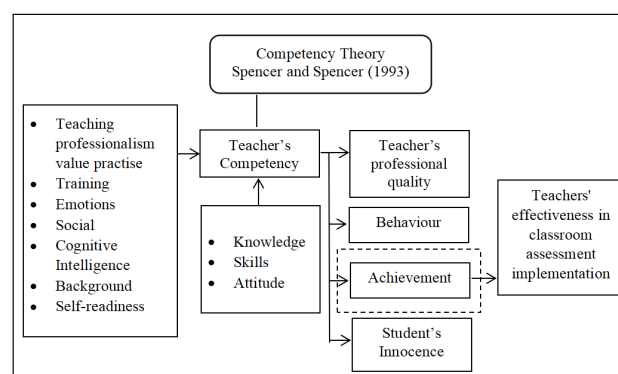 Competency Theory
Spencer and Spencer (1993)
• Teaching
professionalism
value practise
• Training
• Emotions
• Social
• Cognitive
Intelligence
• Background
• Self-readiness
Teacher's
Competency
• Knowledge
• Skills
• Attitude
Teacher's
professional
quality
Behaviour
Achievement
Student's
Innocence
Teachers'
effectiveness in
classroom
assessment
implementation